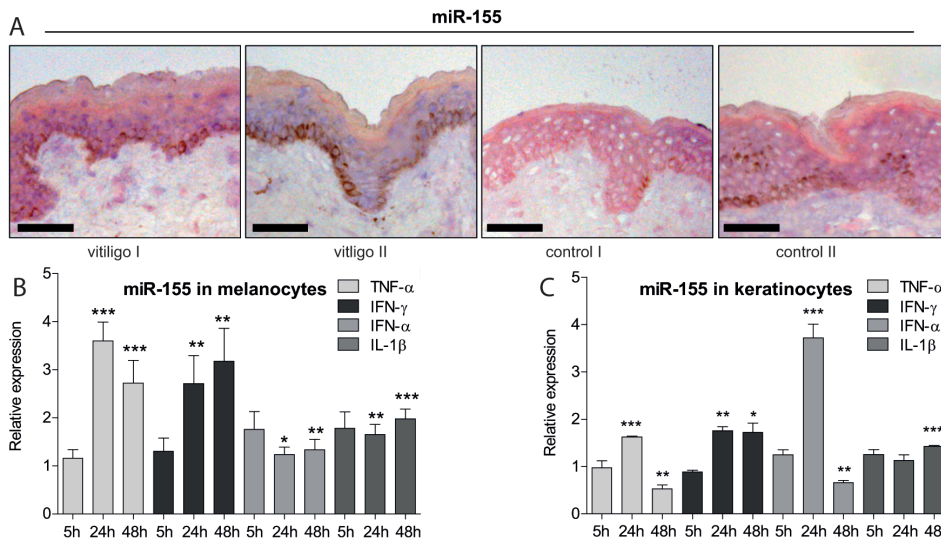 A
miR-155
vitiligo I
vitligo II
control I
control II
B
miR-155 in melanocytes
TNF-α
IFN-γ
IFN-α
IL-1β
Relative expression
5
4
3
2
1
0
*** *** ** ** * ** ** ***
5h 24h 48h 5h 24h 48h 5h 24h 48h 5h 24h 48h
C
miR-155 in keratinocytes
TNF-α
IFN-γ
IFN-α
IL-1β
Relative expression
5
4
3
2
1
0
*** ** ** * *** ** ***
5h 24h 48h 5h 24h 48h 5h 24h 48h 5h 24h 48h